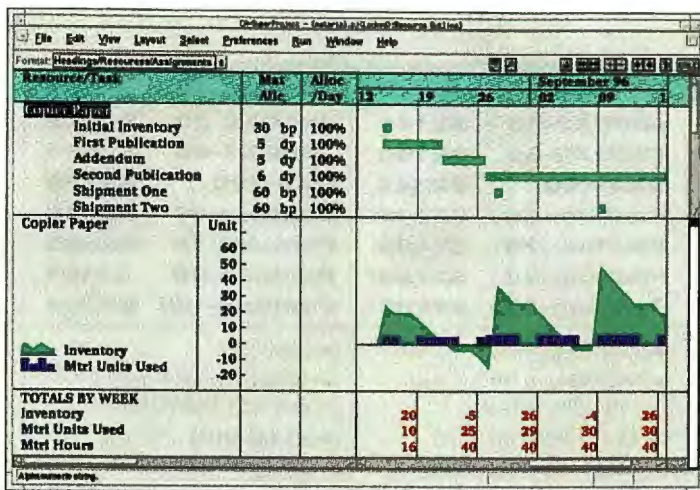 File Edit View Layout Select Preferences Run Window Help
Format: Headings/Resources/Assignments
Resource/Task Max Alloc September 96
Alic /Day 12 19 26 02 09 1
Copier Paper
Initial Inventory 30 bp 100%
First Publication 5 dy 100%
Addendum 5 dy 100%
Second Publication 6 dy 100%
Shipment One 60 bp 100%
Shipment Two 60 bp 100%
Copier Paper Unit
60
50
40
30
20
10
0
-10
-20
Inventory
Mtrl Units Used
TOTALS BY WEEK
Inventory 20 -5 26 -4 26
Mtrl Units Used 10 25 29 30 30
Mtrl Hours 16 40 40 40 40
Alphanumeric string.